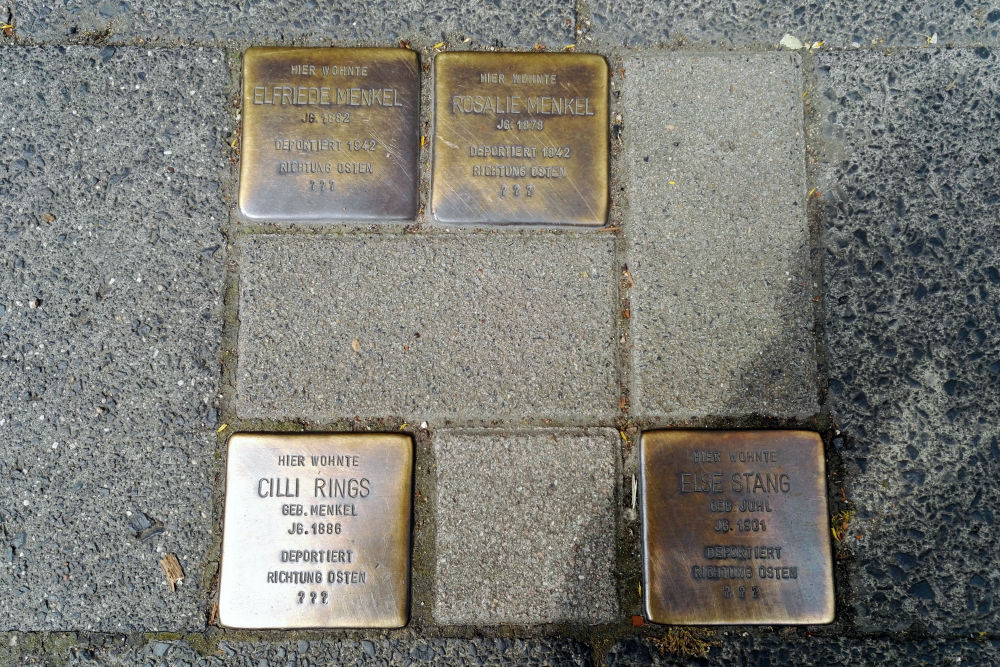 HIER WOHNTE
ELFRIEDE MENKEL
JG. 1882
DEPORTIERT 1942
RICHTUNG OSTEN
???
HIER WOHNTE
ROSALIE MENKEL
JG. 1878
DEPORTIERT 1942
RICHTUNG OSTEN
???
HIER WOHNTE
CILLI RINGS
GEB. MENKEL
JG. 1886
DEPORTIERT
RICHTUNG OSTEN
???
HIER WOHNTE
ELSE STANG
GEB. JUHL
JG. 1901
DEPORTIERT
RICHTUNG OSTEN
???